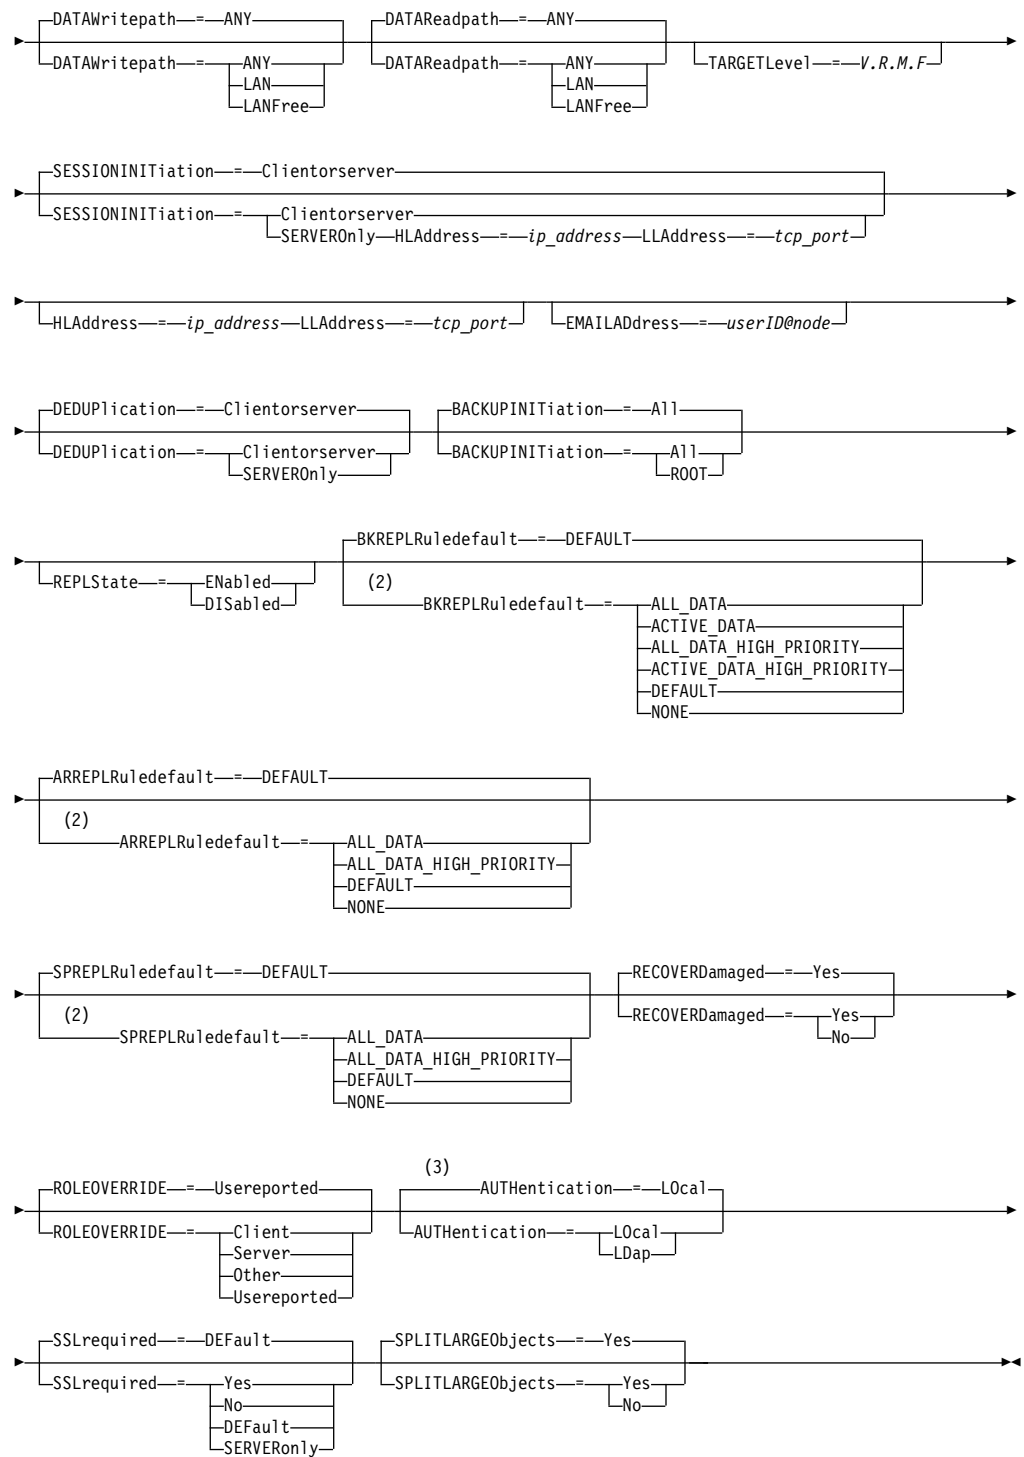 DATAWritepath = ANY DATAReadpath = ANY
DATAWritepath = ANY DATAReadpath = ANY TARGETLevel = V.R.M.F
LAN LAN
LANFree LANFree
SESSIONINITiation = Clientorserver
SESSIONINITiation = Clientorserver
SERVEROnly HLAddress = ip_address LLAddress = tcp_port
HLAddress = ip_address LLAddress = tcp_port EMAILADdress = userID@node
DEDUPlication = Clientorserver BACKUPINITiation = All
DEDUPlication = Clientorserver BACKUPINITiation = All
SERVEROnly ROOT
BKREPLRuledefault = DEFAULT
REPLState = ENabled (2)
DISabled BKREPLRuledefault = ALL_DATA
ACTIVE_DATA
ALL_DATA_HIGH_PRIORITY
ACTIVE_DATA_HIGH_PRIORITY
DEFAULT
NONE
ARREPLRuledefault = DEFAULT
(2)
ARREPLRuledefault = ALL_DATA
ALL_DATA_HIGH_PRIORITY
DEFAULT
NONE
SPREPLRuledefault = DEFAULT RECOVERDamaged = Yes
(2) RECOVERDamaged = Yes
SPREPLRuledefault = ALL_DATA No
ALL_DATA_HIGH_PRIORITY
DEFAULT
NONE
(3)
ROLEOVERRIDE = Usereported AUTHentication = LOcal
ROLEOVERRIDE = Client AUTHentication = LOcal
Server LDap
Other
Usereported
SSLrequired = DEFault SPLITLARGEObjects = Yes
SSLrequired = Yes SPLITLARGEObjects = Yes
No No
DEFault
SERVERonly